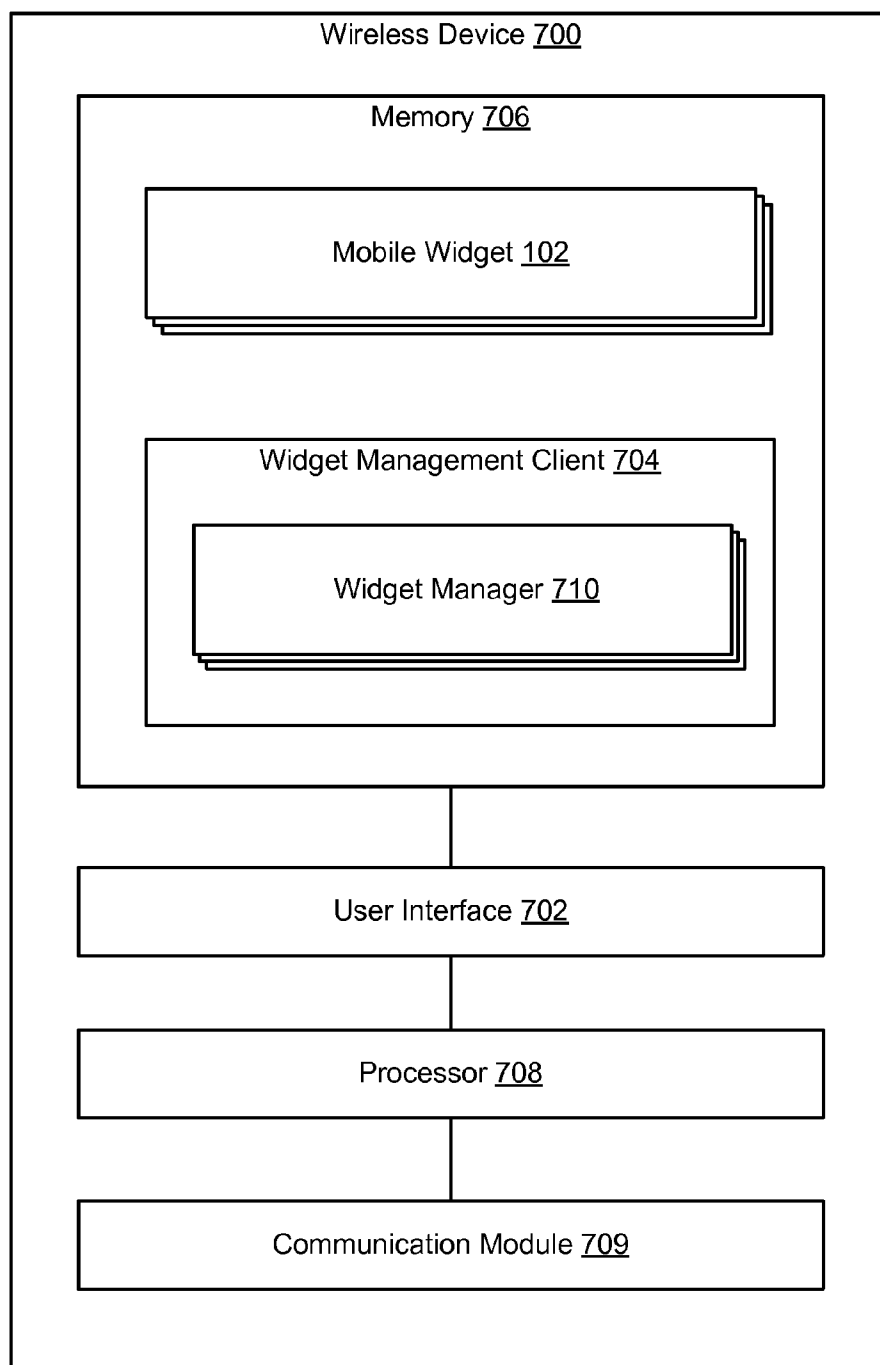 Wireless Device 700
Memory 706
Mobile Widget 102
Widget Management Client 704
Widget Manager 710
User Interface 702
Processor 708
Communication Module 709